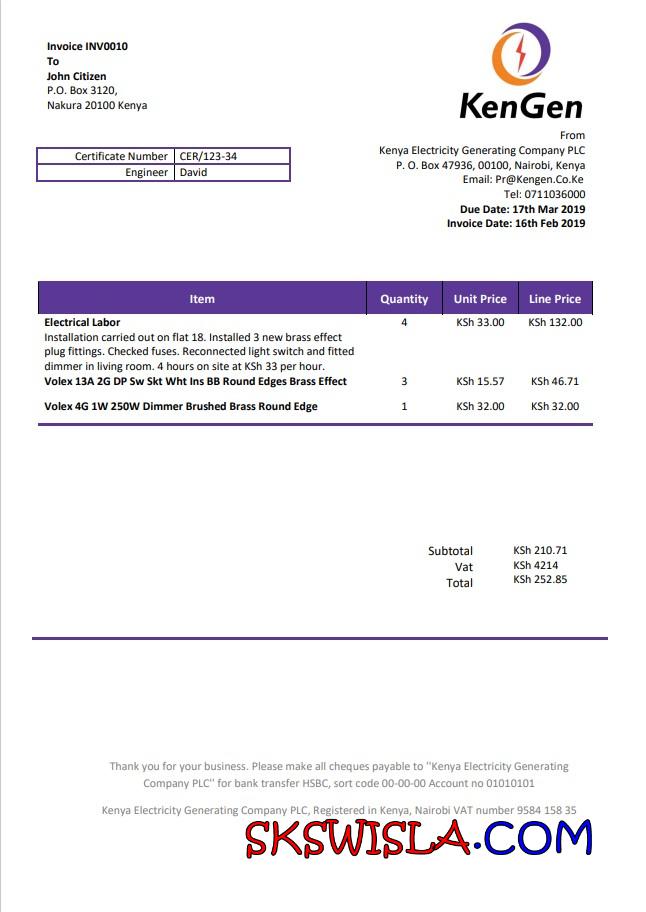 Invoice INV0010
To
John Citizen
P.O. Box 3120,
Nakura 20100 Kenya
KenGen
From
Kenya Electricity Generating Company PLC
P. O. Box 47936, 00100, Nairobi, Kenya
Email: Pr@Kengen.Co.Ke
Tel: 0711036000
Due Date: 17th Mar 2019
Invoice Date: 16th Feb 2019
Certificate Number CER/123-34
Engineer David
Item Quantity Unit Price Line Price
Electrical Labor 4 KSh 33.00 KSh 132.00
Installation carried out on flat 18. Installed 3 new brass effect
plug fittings. Checked fuses. Reconnected light switch and fitted
dimmer in living room. 4 hours on site at KSh 33 per hour.
Volex 13A 2G DP Sw Skt Wht Ins BB Round Edges Brass Effect 3 KSh 15.57 KSh 46.71
Volex 4G 1W 250W Dimmer Brushed Brass Round Edge 1 KSh 32.00 KSh 32.00
Subtotal KSh 210.71
Vat KSh 4214
Total KSh 252.85
Thank you for your business. Please make all cheques payable to "Kenya Electricity Generating
Company PLC" for bank transfer HSBC, sort code 00-00-00 Account no 01010101
Kenya Electricity Generating Company PLC, Registered in Kenya, Nairobi VAT number 9584 158 35
SKSWISLA.COM